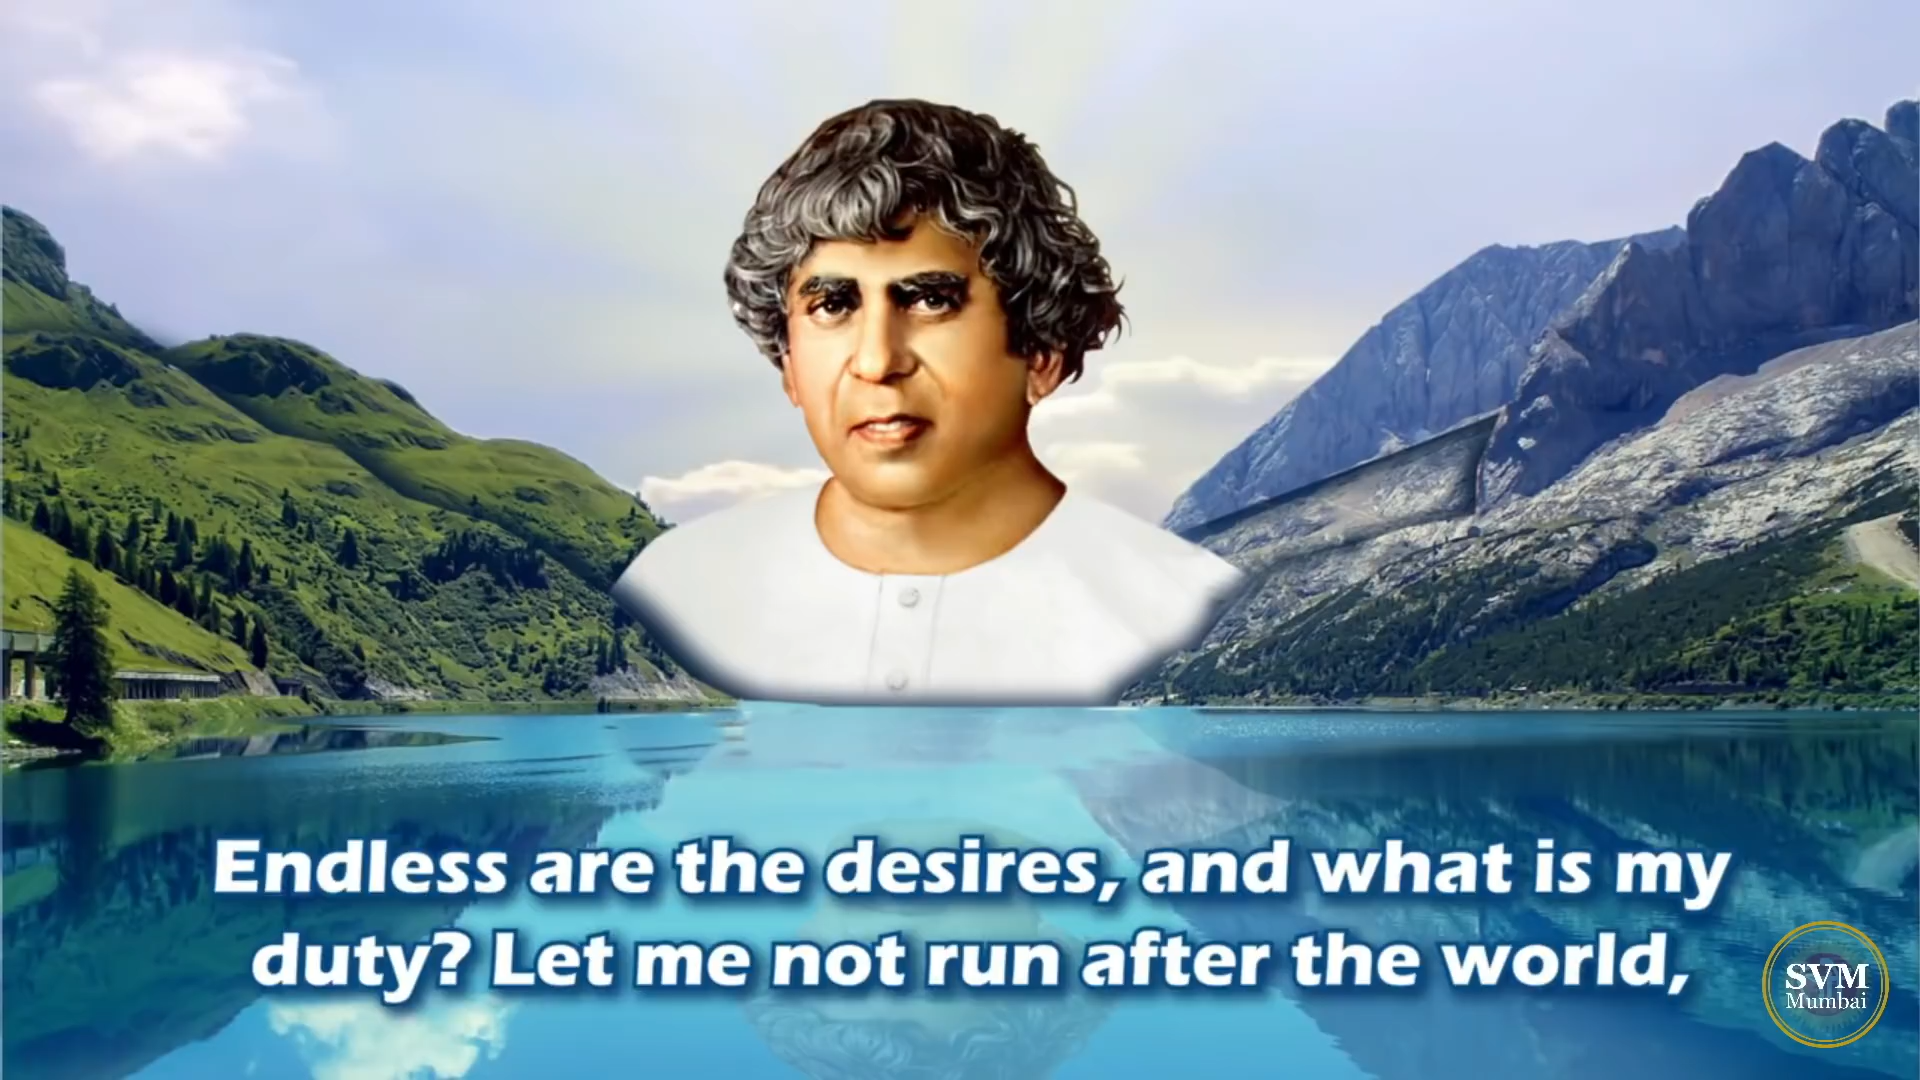 Endless are the desires, and what is my
duty? Let me not run after the world,
SVM
Mumbai